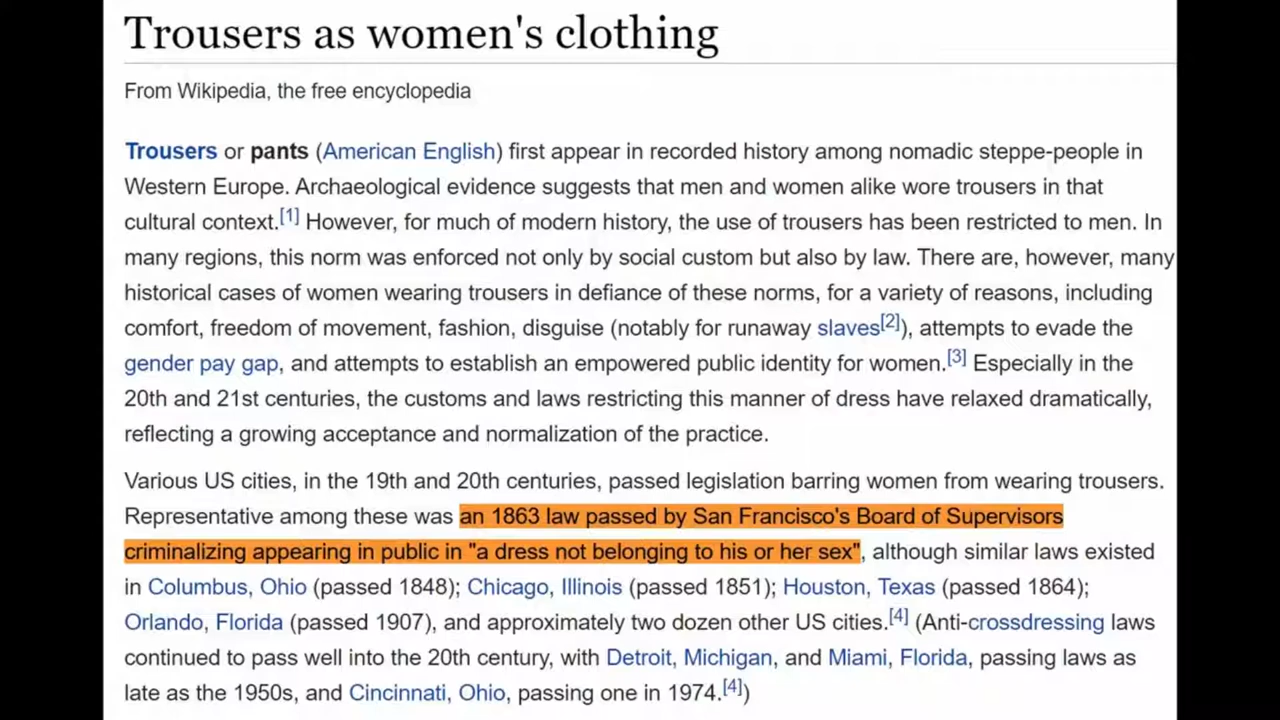 Trousers as women's clothing
From Wikipedia, the free encyclopedia
Trousers or pants (American English) first appear in recorded history among nomadic steppe-people in
Western Europe. Archaeological evidence suggests that men and women alike wore trousers in that
cultural context.[1] However, for much of modern history, the use of trousers has been restricted to men. In
many regions, this norm was enforced not only by social custom but also by law. There are, however, many
historical cases of women wearing trousers in defiance of these norms, for a variety of reasons, including
comfort, freedom of movement, fashion, disguise (notably for runaway slaves[2]), attempts to evade the
gender pay gap, and attempts to establish an empowered public identity for women.[3] Especially in the
20th and 21st centuries, the customs and laws restricting this manner of dress have relaxed dramatically,
reflecting a growing acceptance and normalization of the practice.
Various US cities, in the 19th and 20th centuries, passed legislation barring women from wearing trousers.
Representative among these was an 1863 law passed by San Francisco's Board of Supervisors
criminalizing appearing in public in "a dress not belonging to his or her sex", although similar laws existed
in Columbus, Ohio (passed 1848); Chicago, Illinois (passed 1851); Houston, Texas (passed 1864);
Orlando, Florida (passed 1907), and approximately two dozen other US cities.[4] (Anti-crossdressing laws
continued to pass well into the 20th century, with Detroit, Michigan, and Miami, Florida, passing laws as
late as the 1950s, and Cincinnati, Ohio, passing one in 1974.[4])